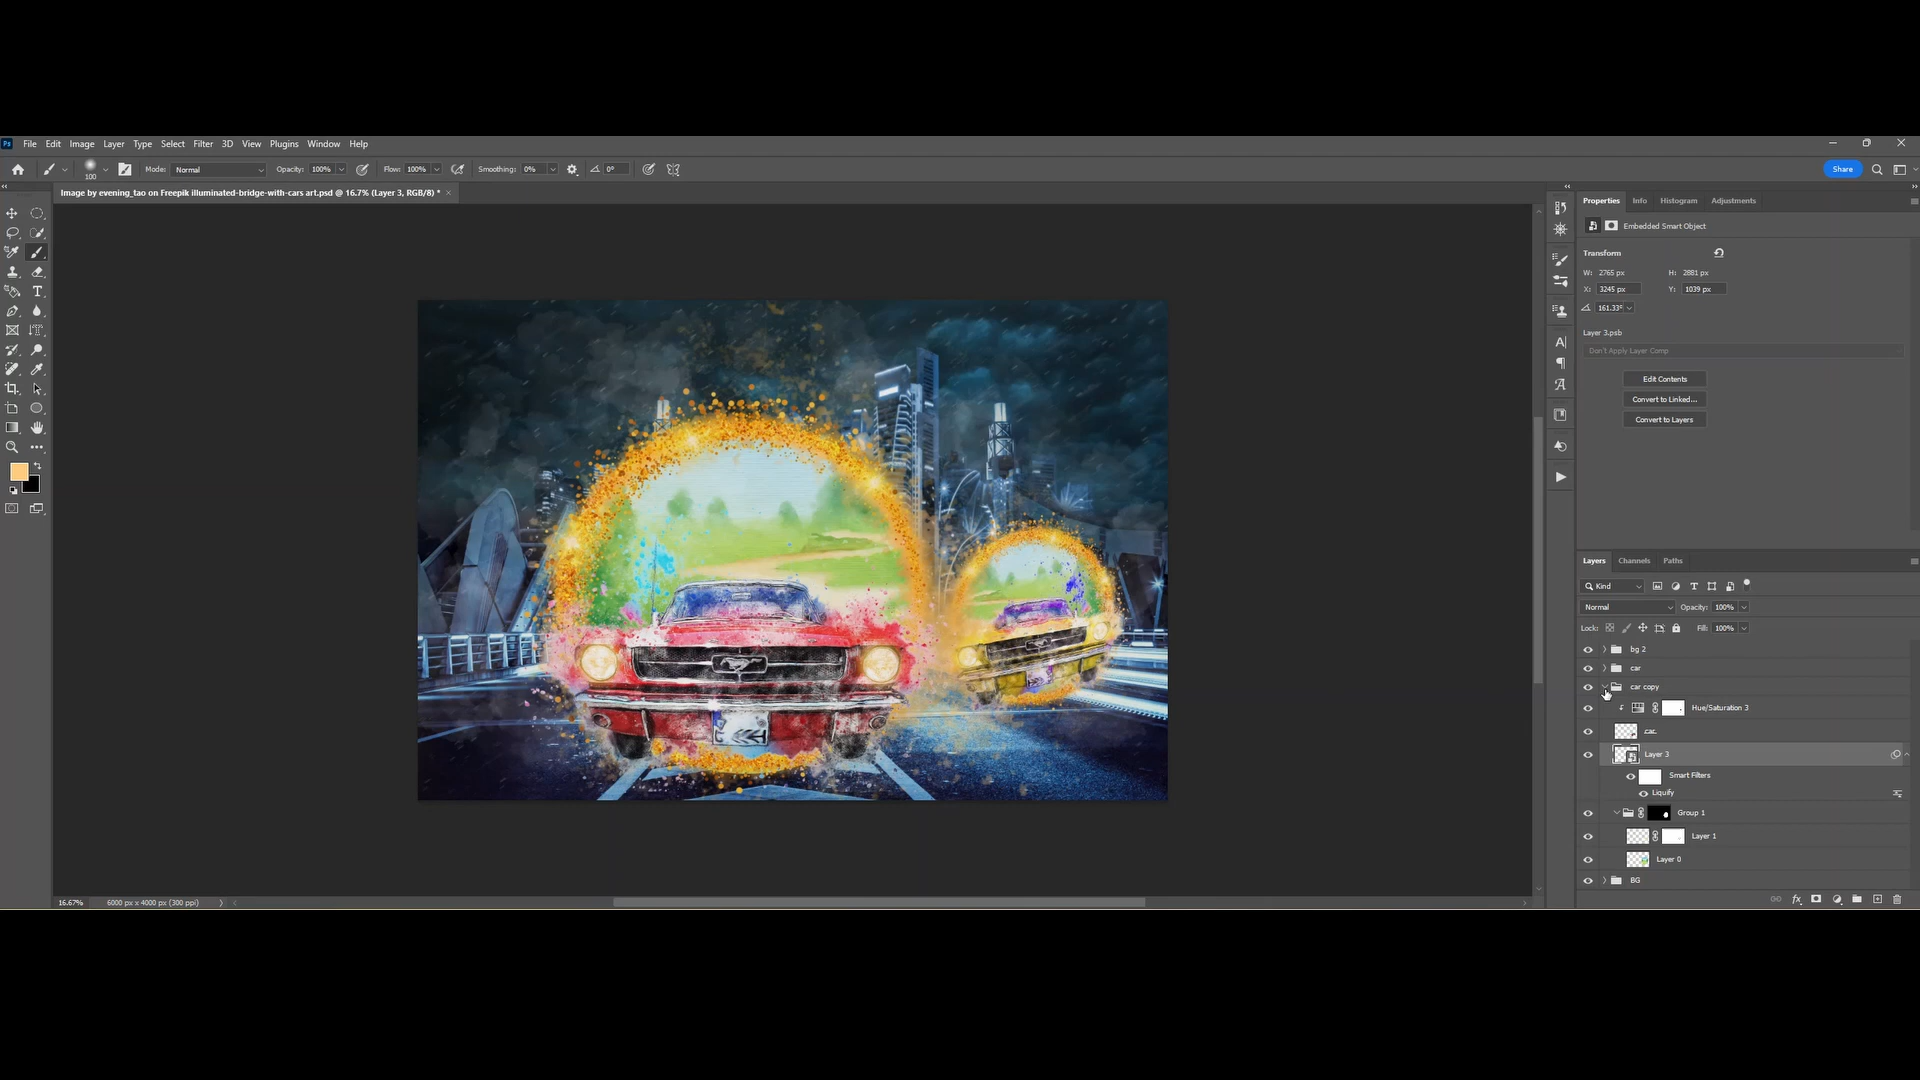 Ps File Edit Image Layer Type Select Filter 3D View Plugins Window Help
100 Mode: Normal Opacity: 100% Flow: 100% Smoothing: 0% 0° Share
Image by evening_tao on Freepik illuminated-bridge-with-cars art.psd @ 16.7% (Layer 3, RGB/8) *
Properties Info Histogram Adjustments
Embedded Smart Object
Transform
W: 2765 px H: 2881 px
X: 3245 px Y: 1039 px
161.33°
Layer 3.psb
Don't Apply Layer Comp
Edit Contents
Convert to Linked...
Convert to Layers
Layers Channels Paths
Kind
Normal Opacity: 100%
Lock: Fill: 100%
bg 2
car
car copy
Hue/Saturation 3
car
Layer 3
Smart Filters
Liquify
Group 1
Layer 1
Layer 0
BG
fx
16.67% 6000 px x 4000 px (300 ppi)